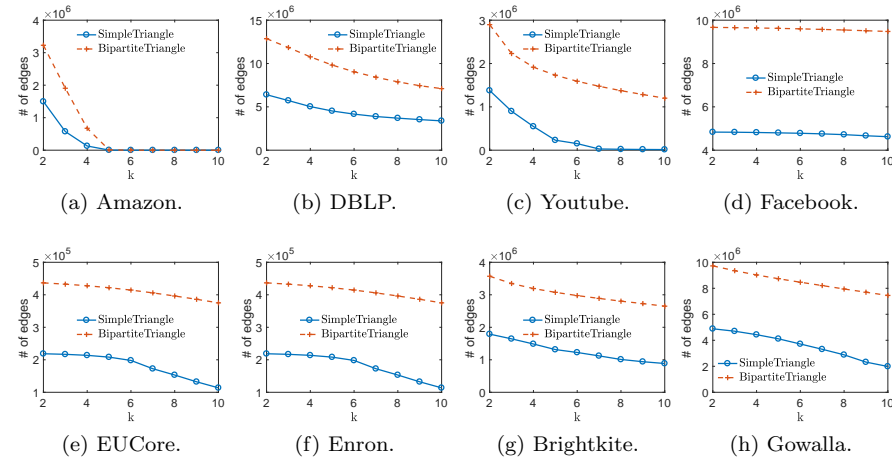 ×10⁶
SimpleTriangle
BipartiteTriangle
# of edges
0 1 2 3 4
2 4 6 8 10
k
(a) Amazon.
×10⁶
SimpleTriangle
BipartiteTriangle
# of edges
0 5 10 15
2 4 6 8 10
k
(b) DBLP.
×10⁶
SimpleTriangle
BipartiteTriangle
# of edges
0 1 2 3
2 4 6 8 10
k
(c) Youtube.
×10⁶
SimpleTriangle
BipartiteTriangle
# of edges
4 6 8 10
2 4 6 8 10
k
(d) Facebook.
×10⁵
SimpleTriangle
BipartiteTriangle
# of edges
1 2 3 4 5
2 4 6 8 10
k
(e) EUCore.
×10⁵
SimpleTriangle
BipartiteTriangle
# of edges
1 2 3 4 5
2 4 6 8 10
k
(f) Enron.
×10⁶
SimpleTriangle
BipartiteTriangle
# of edges
0 1 2 3 4
2 4 6 8 10
k
(g) Brightkite.
×10⁶
SimpleTriangle
BipartiteTriangle
# of edges
0 2 4 6 8 10
2 4 6 8 10
k
(h) Gowalla.